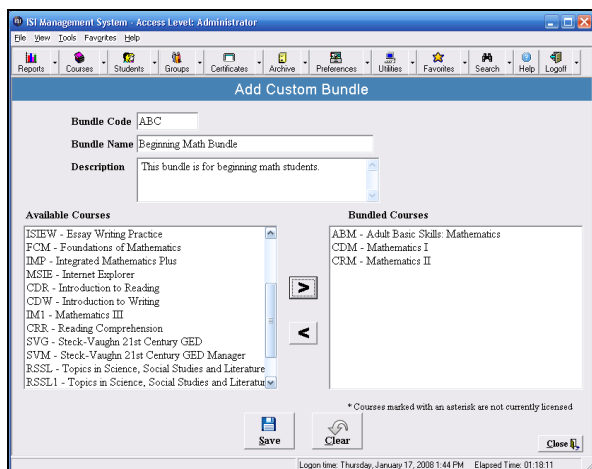 ISI Management System - Access Level: Administrator
File View Tools Favorites Help
Reports Courses Students Groups Certificates Archive Preferences Utilities Favorites Search Help Logoff
Add Custom Bundle
Bundle Code ABC
Bundle Name Beginning Math Bundle
Description This bundle is for beginning math students.
Available Courses
ISIEW - Essay Writing Practice
FCM - Foundations of Mathematics
IMP - Integrated Mathematics Plus
MSIE - Internet Explorer
CDR - Introduction to Reading
CDW - Introduction to Writing
IM1 - Mathematics III
CRR - Reading Comprehension
SVG - Steck-Vaughn 21st Century GED
SVM - Steck-Vaughn 21st Century GED Manager
RSSL - Topics in Science, Social Studies and Literature
RSSL1 - Topics in Science, Social Studies and Literatur
>
<
Bundled Courses
ABM - Adult Basic Skills: Mathematics
CDM - Mathematics I
CRM - Mathematics II
* Courses marked with an asterisk are not currently licensed
Save Clear Close
Logon time: Thursday, January 17, 2008 1:44 PM Elapsed Time: 01:18:11